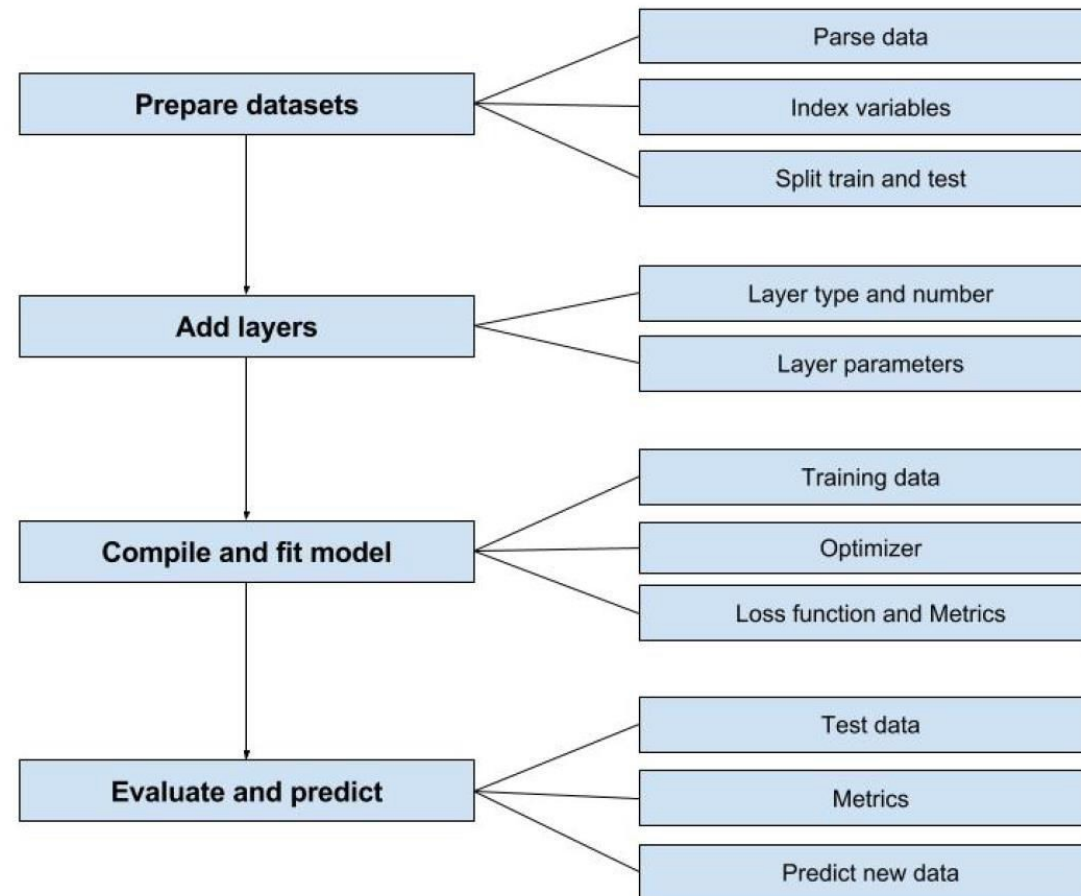 Prepare datasets
Parse data
Index variables
Split train and test
Add layers
Layer type and number
Layer parameters
Compile and fit model
Training data
Optimizer
Loss function and Metrics
Evaluate and predict
Test data
Metrics
Predict new data